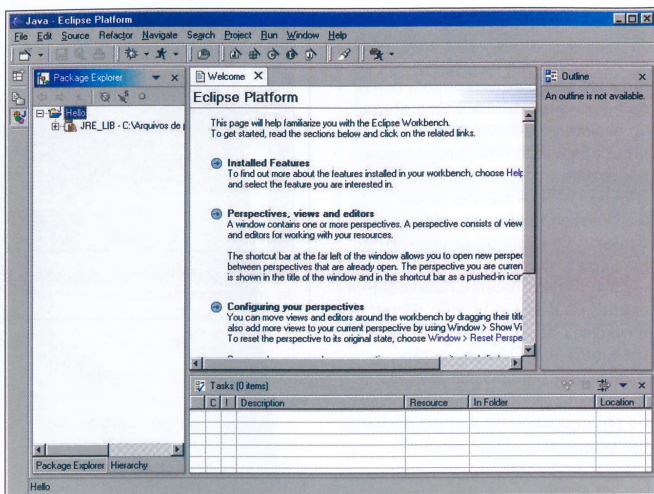 Java - Eclipse Platform
File Edit Source Refactor Navigate Search Project Run Window Help
Package Explorer
Hello
JRE_LIB - C:\Arquivos de
Package Explorer Hierarchy
Welcome
Eclipse Platform
This page will help familiarize you with the Eclipse Workbench.
To get started, read the sections below and click on the related links.
Installed Features
To find out more about the features installed in your workbench, choose Help
and select the feature you are interested in.
Perspectives, views and editors
A window contains one or more perspectives. A perspective consists of view
and editors for working with your resources.
The shortcut bar at the far left of the window allows you to open new perspec
between perspectives that are already open. The perspective you are curren
is shown in the title of the window and in the shortcut bar as a pushed-in icon
Configuring your perspectives
You can move views and editors around the workbench by dragging their title
also add more views to your current perspective by using Window > Show Vi
To reset the perspective to its original state, choose Window > Reset Perspe
Outline
An outline is not available.
Tasks (0 items)
C ! Description Resource In Folder Location
Hello